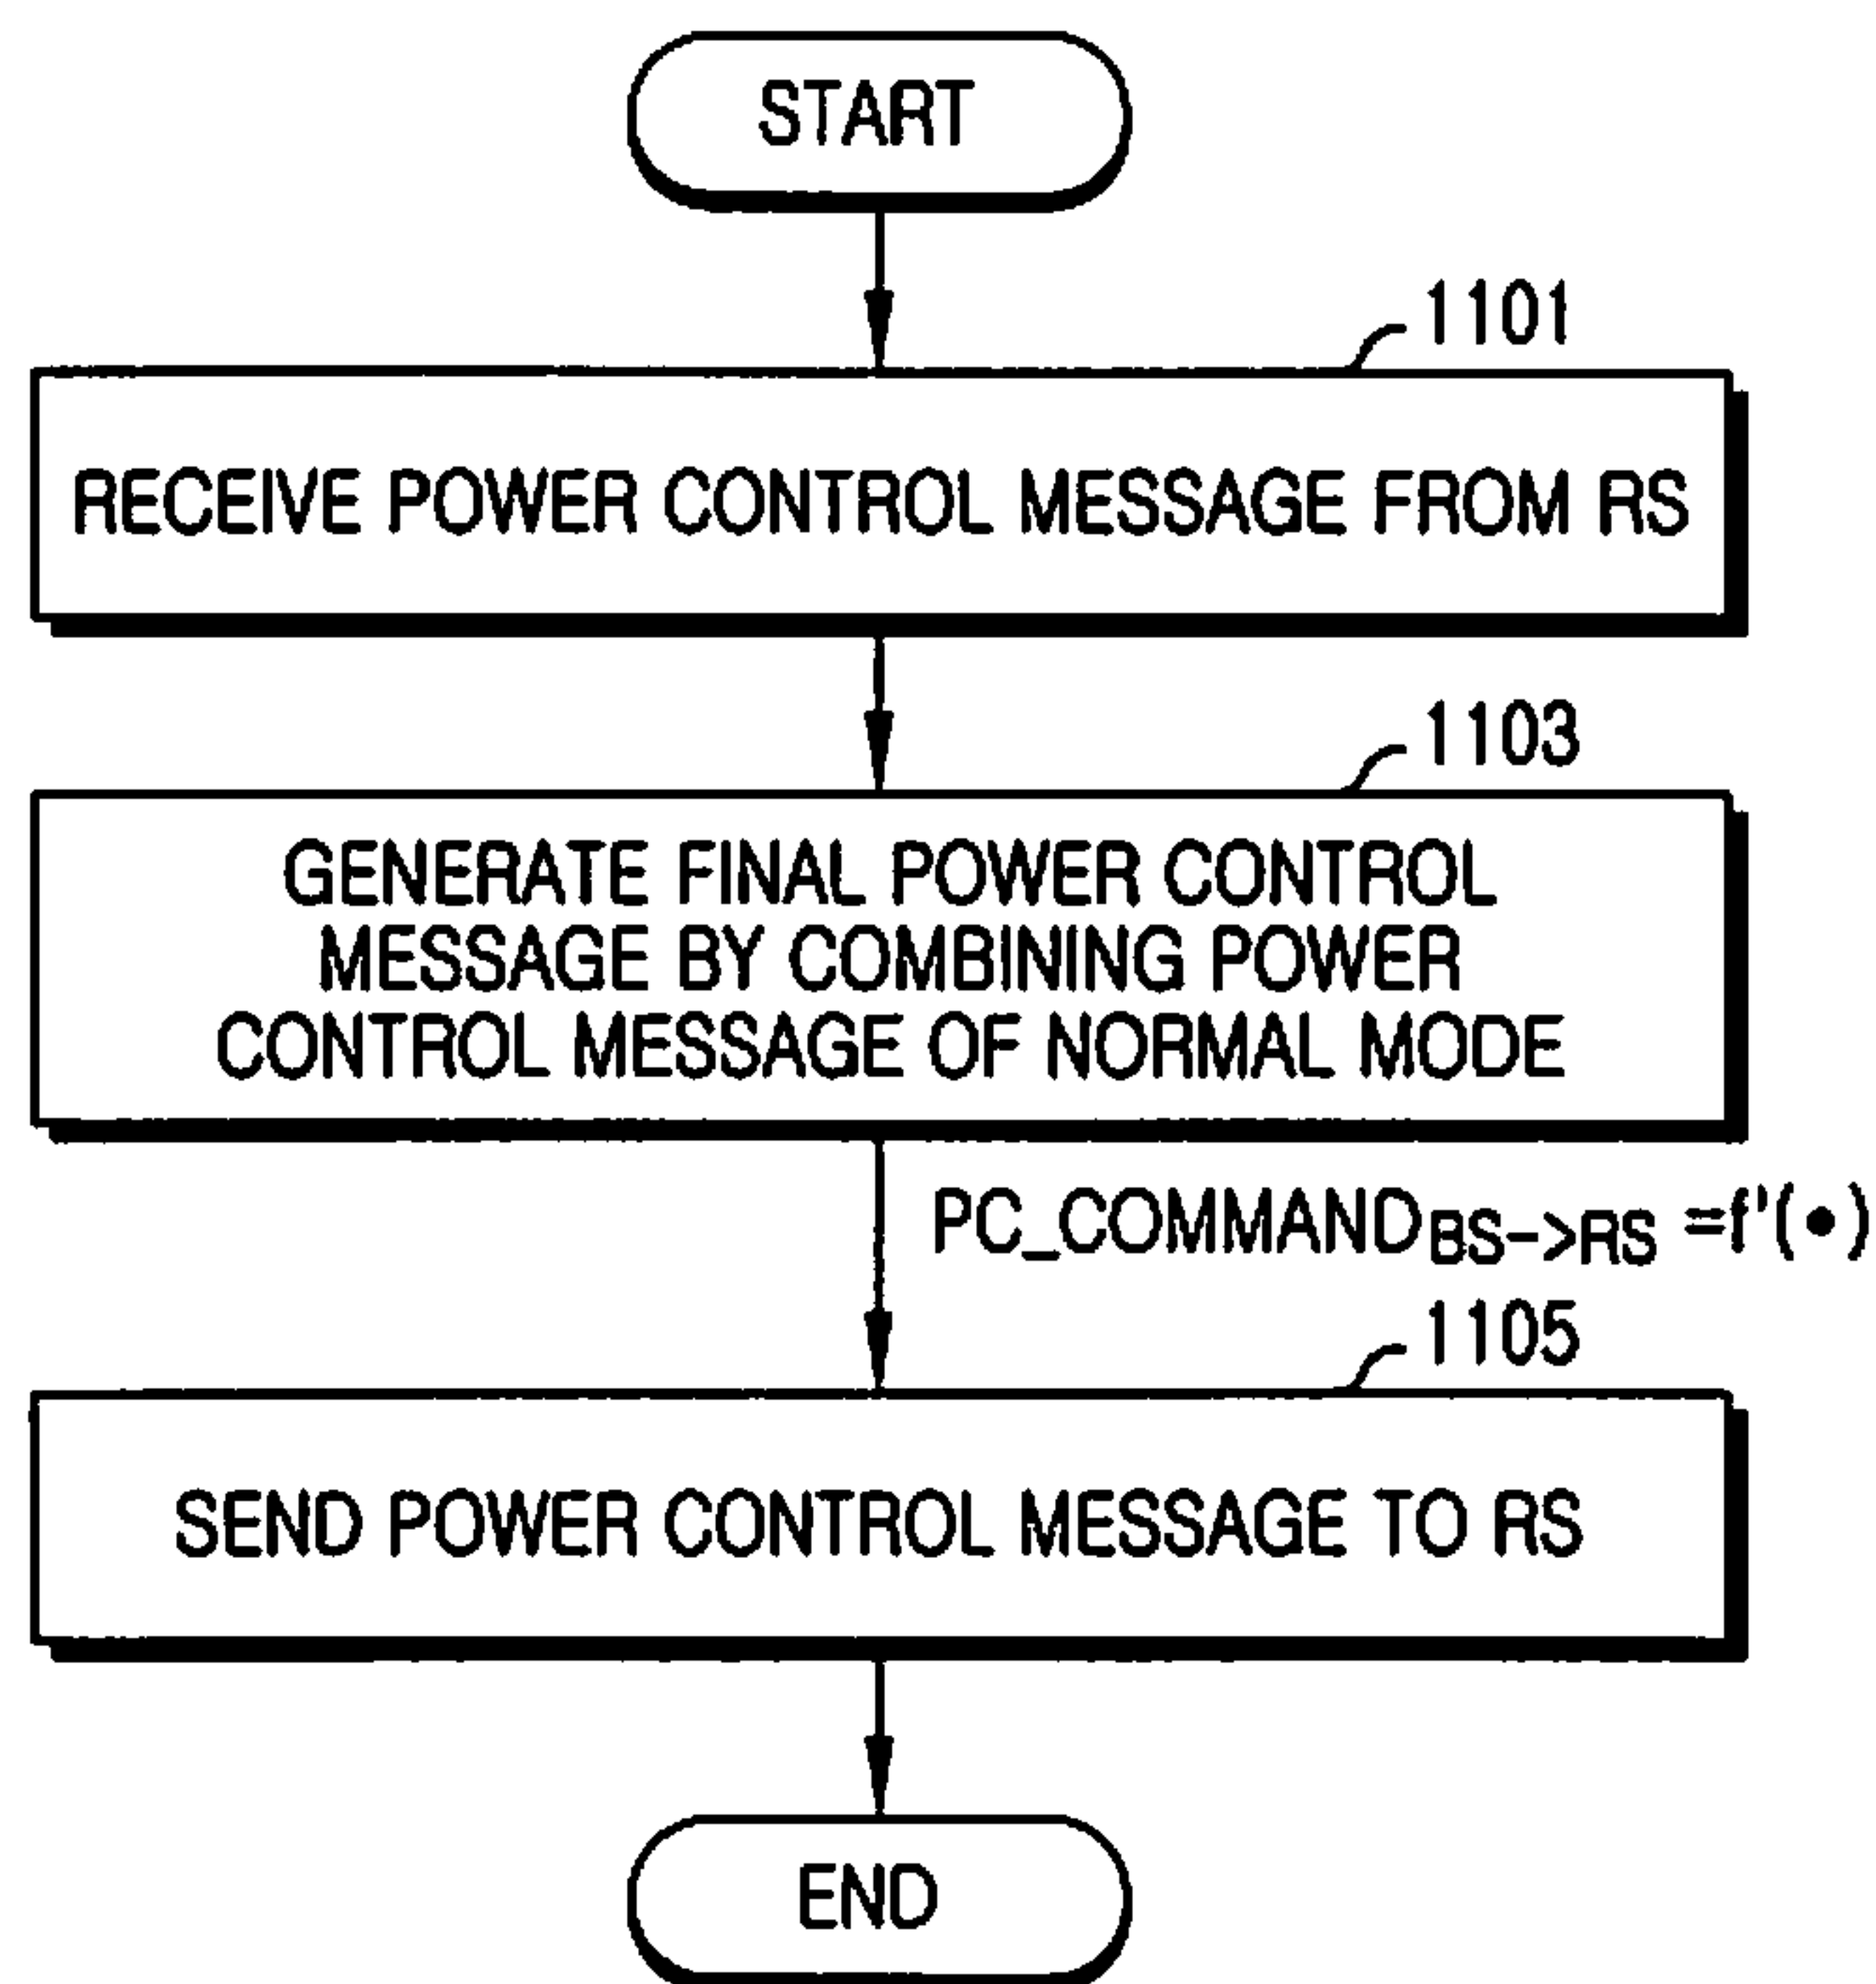 START
1101
RECEIVE POWER CONTROL MESSAGE FROM RS
1103
GENERATE FINAL POWER CONTROL
MESSAGE BY COMBINING POWER
CONTROL MESSAGE OF NORMAL MODE
PC_COMMANDBS->RS =f'(•)
1105
SEND POWER CONTROL MESSAGE TO RS
END